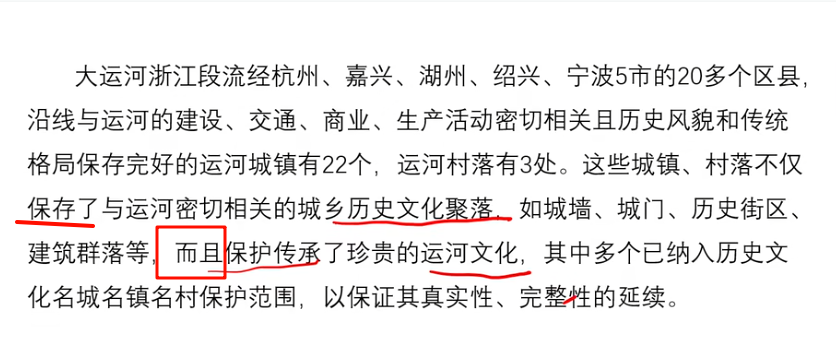 大运河浙江段流经杭州、嘉兴、湖州、绍兴、宁波5市的20多个区县，
沿线与运河的建设、交通、商业、生产活动密切相关且历史风貌和传统
格局保存完好的运河城镇有22个，运河村落有3处。这些城镇、村落不仅
保存了与运河密切相关的城乡历史文化聚落，如城墙、城门、历史街区、
建筑群落等，而且保护传承了珍贵的运河文化，其中多个已纳入历史文
化名城名镇名村保护范围，以保证其真实性、完整性的延续。